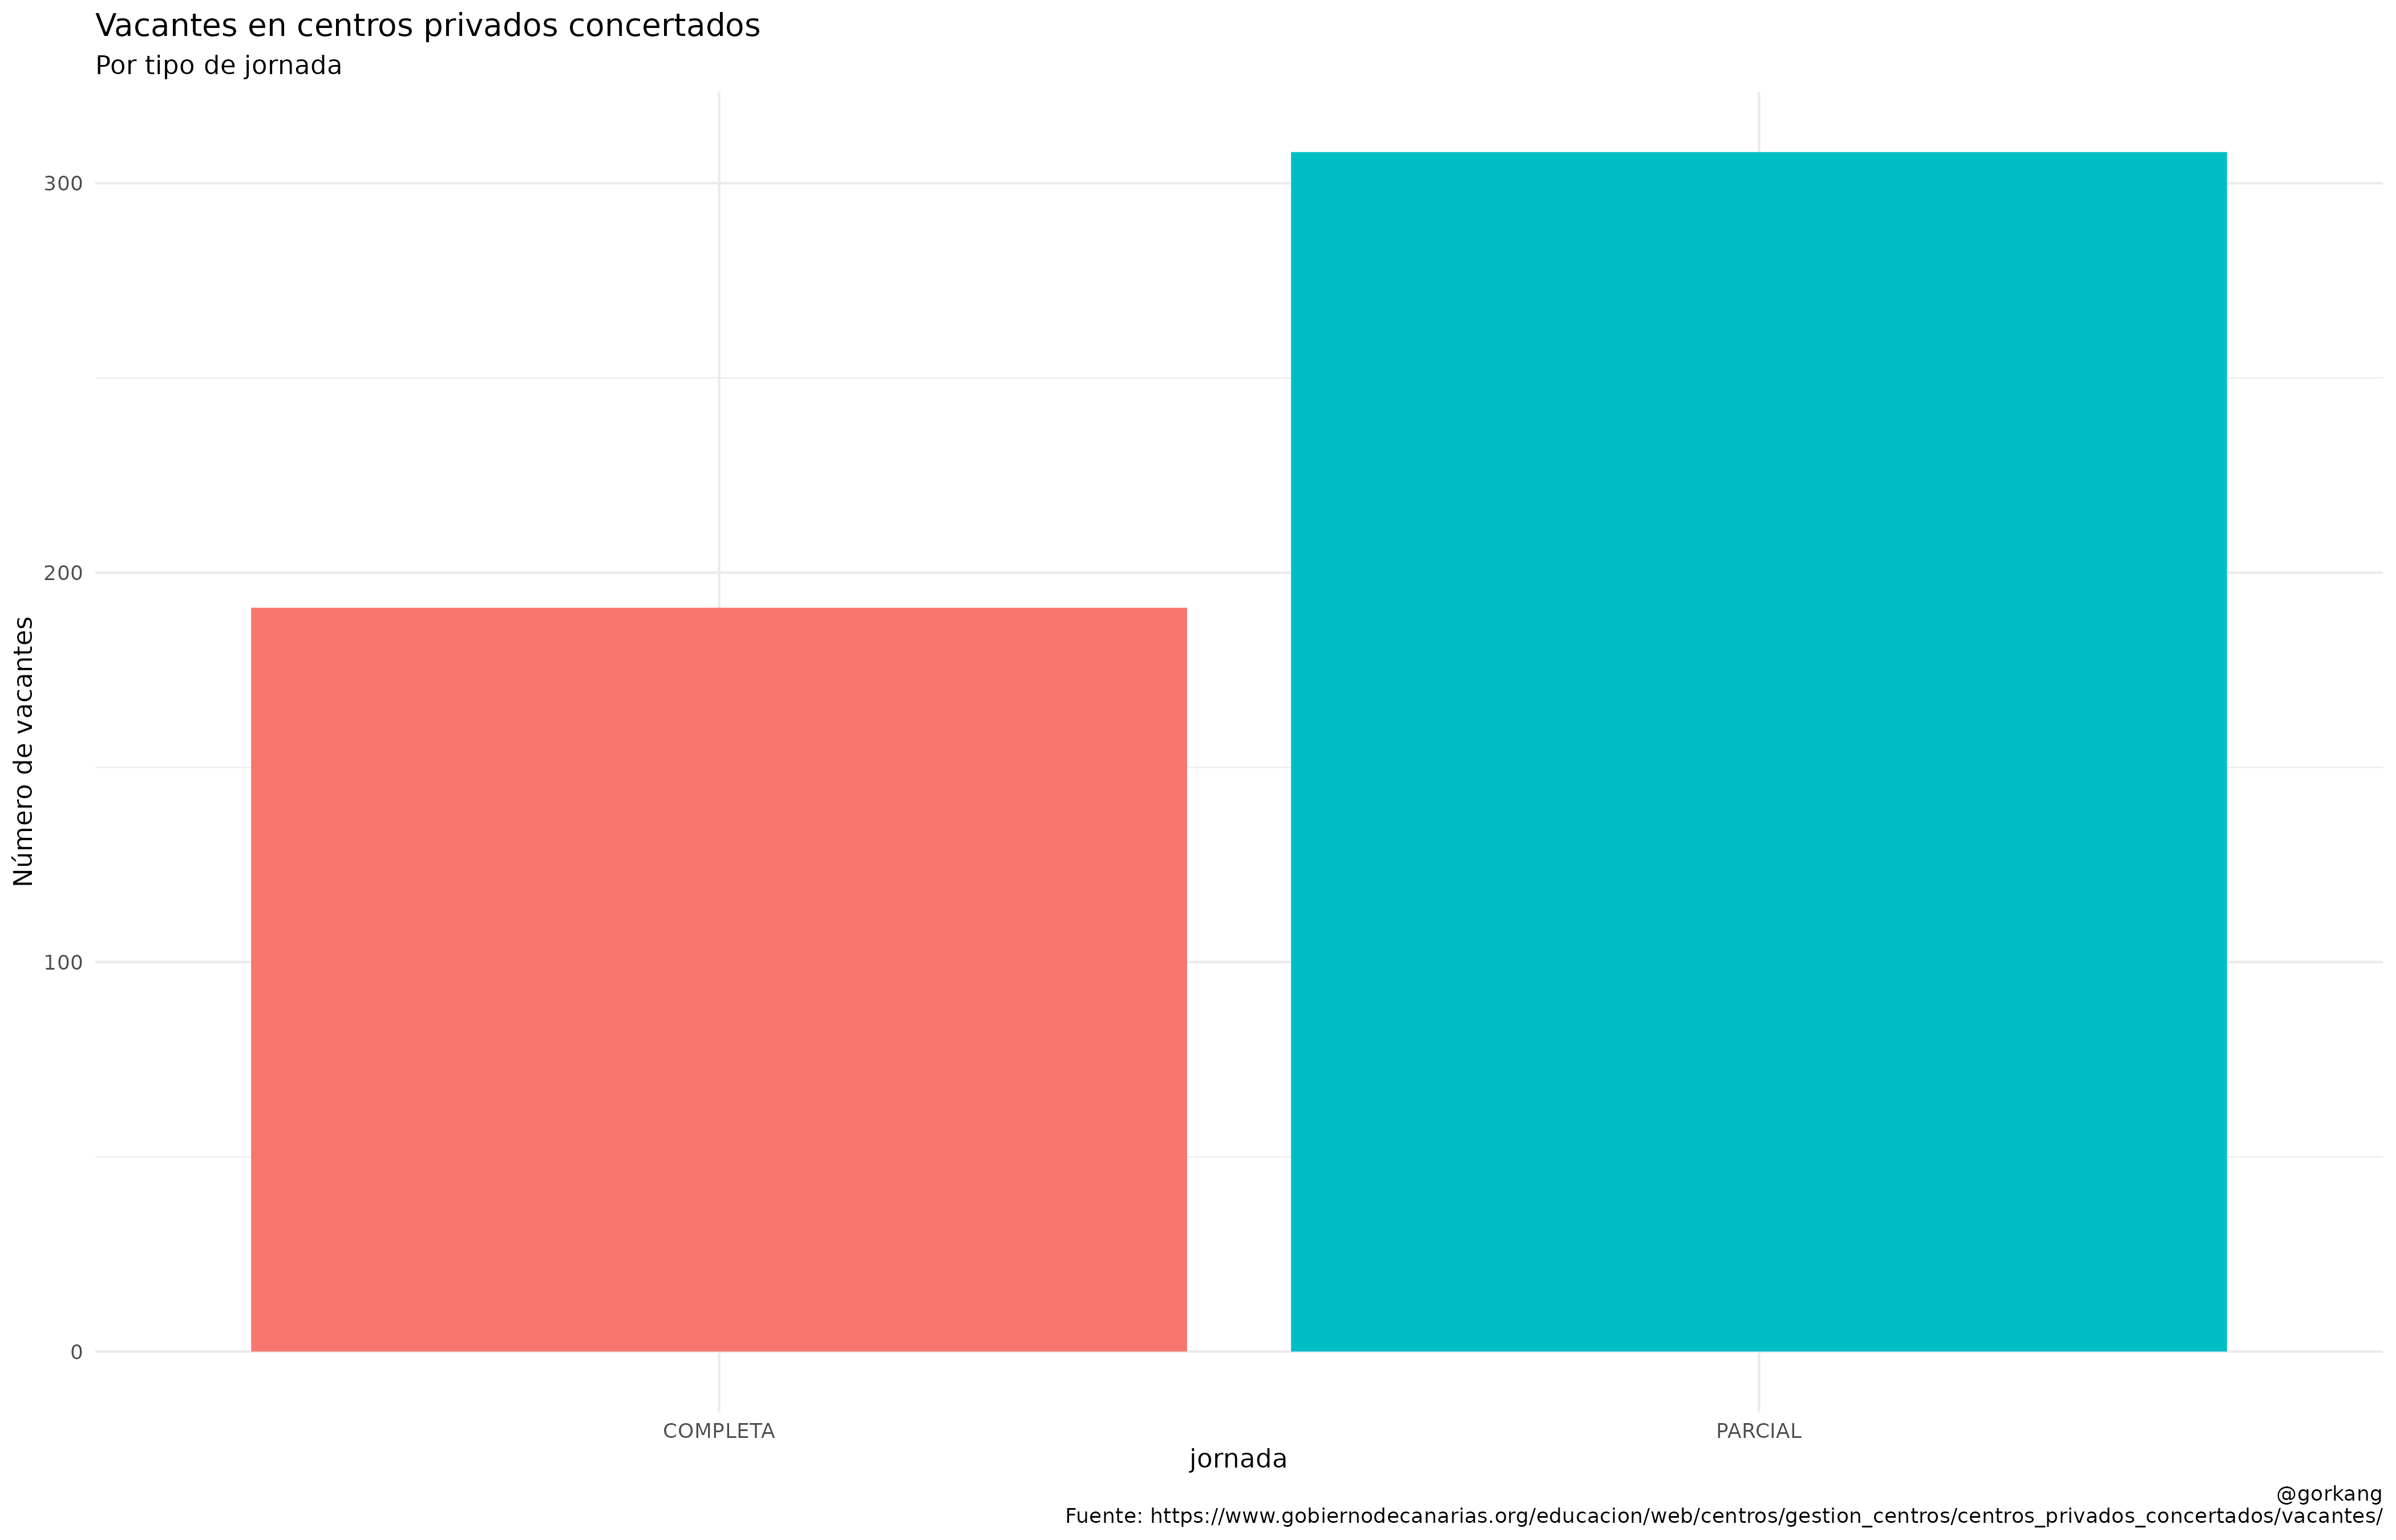 Vacantes en centros privados concertados
Por tipo de jornada
Número de vacantes
300
200
100
0
COMPLETA
PARCIAL
jornada
@gorkang
Fuente: https://www.gobiernodecanarias.org/educacion/web/centros/gestion_centros/centros_privados_concertados/vacantes/